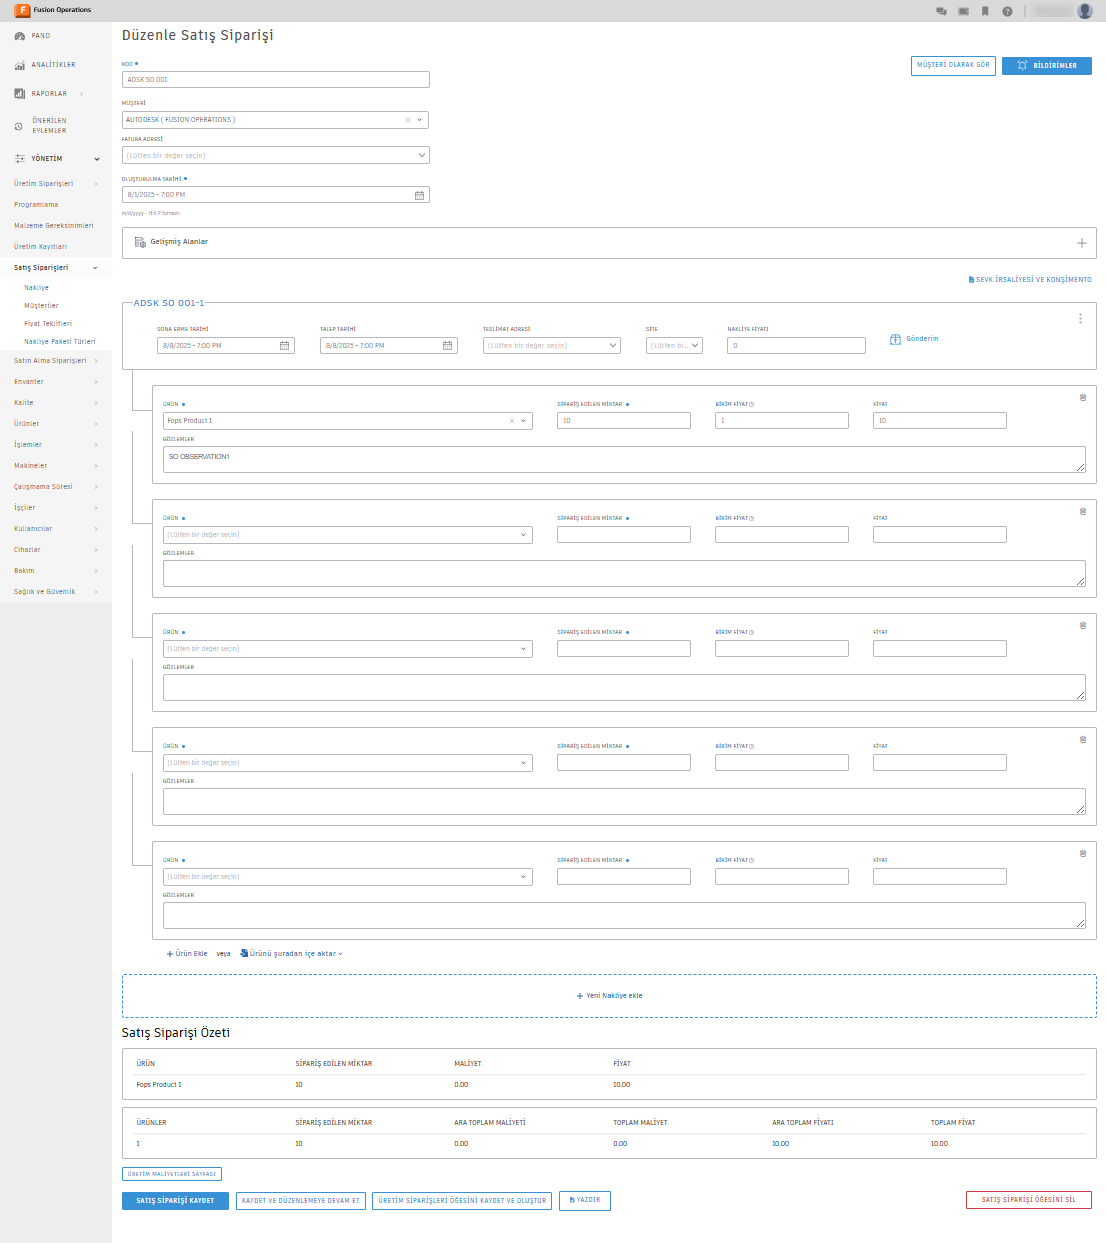 Fusion Operations
PANO
ANALİTİKLER
RAPORLAR
ÖNERİLEN
EYLEMLER
YÖNETİM
Üretim Siparişleri
Programlama
Malzeme Gereksinimleri
Üretim Kayıtları
Satış Siparişleri
Nakliye
Müşteriler
Fiyat Teklifleri
Nakliye Paketi Türleri
Satın Alma Siparişleri
Envanter
Kalite
Ürünler
İşlemler
Makineler
Çalışmama Süresi
İşçiler
Kullanıcılar
Cihazlar
Bakım
Sağlık ve Güvenlik
Düzenle Satış Siparişi
MÜŞTERİ OLARAK GÖR
BİLDİRİMLER
KOD
ADSK SO 001
MÜŞTERİ
AUTODESK ( FUSION OPERATIONS )
FATURA ADRESİ
(Lütfen bir değer seçin)
OLUŞTURULMA TARİHİ
8/1/2025 - 7:00 PM
m/d/yyyy - H:ii P formatı.
Gelişmiş Alanlar
SEVK İRSALİYESİ VE KONŞİMENTO
ADSK SO 001-1
SONA ERME TARİHİ TALEP TARİHİ TESLİMAT ADRESİ SİTE NAKLİYE FİYATI
8/8/2025 - 7:00 PM 8/8/2025 - 7:00 PM (Lütfen bir değer seçin) (Lütfen bi... 0 Gönderim
ÜRÜN SİPARİŞ EDİLEN MİKTAR BİRİM FİYAT FİYAT
Fops Product 1 10 1 10
GÖZLEMLER
SO OBSERVATION1
ÜRÜN SİPARİŞ EDİLEN MİKTAR BİRİM FİYAT FİYAT
(Lütfen bir değer seçin)
GÖZLEMLER
ÜRÜN SİPARİŞ EDİLEN MİKTAR BİRİM FİYAT FİYAT
(Lütfen bir değer seçin)
GÖZLEMLER
ÜRÜN SİPARİŞ EDİLEN MİKTAR BİRİM FİYAT FİYAT
(Lütfen bir değer seçin)
GÖZLEMLER
ÜRÜN SİPARİŞ EDİLEN MİKTAR BİRİM FİYAT FİYAT
(Lütfen bir değer seçin)
GÖZLEMLER
+ Ürün Ekle veya Ürünü şuradan içe aktar
+ Yeni Nakliye ekle
Satış Siparişi Özeti
ÜRÜN SİPARİŞ EDİLEN MİKTAR MALİYET FİYAT
Fops Product 1 10 0.00 10.00
ÜRÜNLER SİPARİŞ EDİLEN MİKTAR ARA TOPLAM MALİYETİ TOPLAM MALİYET ARA TOPLAM FİYATI TOPLAM FİYAT
1 10 0.00 0.00 10.00 10.00
ÜRETİM MALİYETLERİ SAYFASI
SATIŞ SİPARİŞİ KAYDET KAYDET VE DÜZENLEMEYE DEVAM ET ÜRETİM SİPARİŞLERİ ÖĞESİNİ KAYDET VE OLUŞTUR YAZDIR SATIŞ SİPARİŞİ ÖĞESİNİ SİL